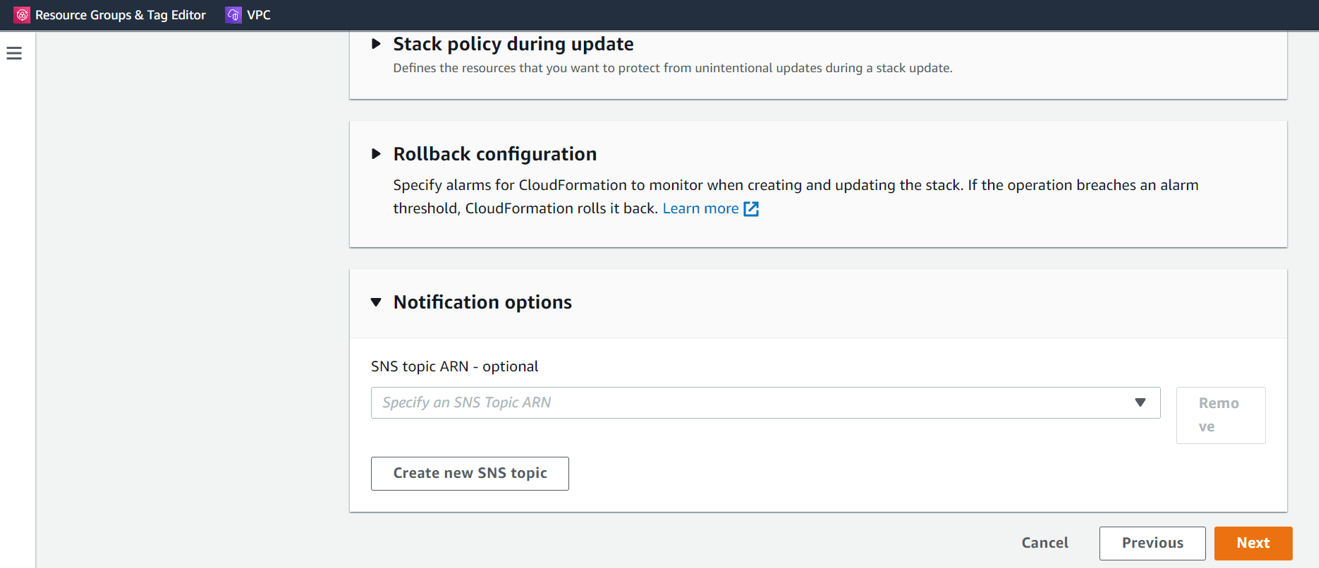 Resource Groups & Tag Editor
VPC
Stack policy during update
Defines the resources that you want to protect from unintentional updates during a stack update.
Rollback configuration
Specify alarms for CloudFormation to monitor when creating and updating the stack. If the operation breaches an alarm
threshold, CloudFormation rolls it back. Learn more
Notification options
SNS topic ARN - optional
Specify an SNS Topic ARN
Remo
ve
Create new SNS topic
Cancel
Previous
Next